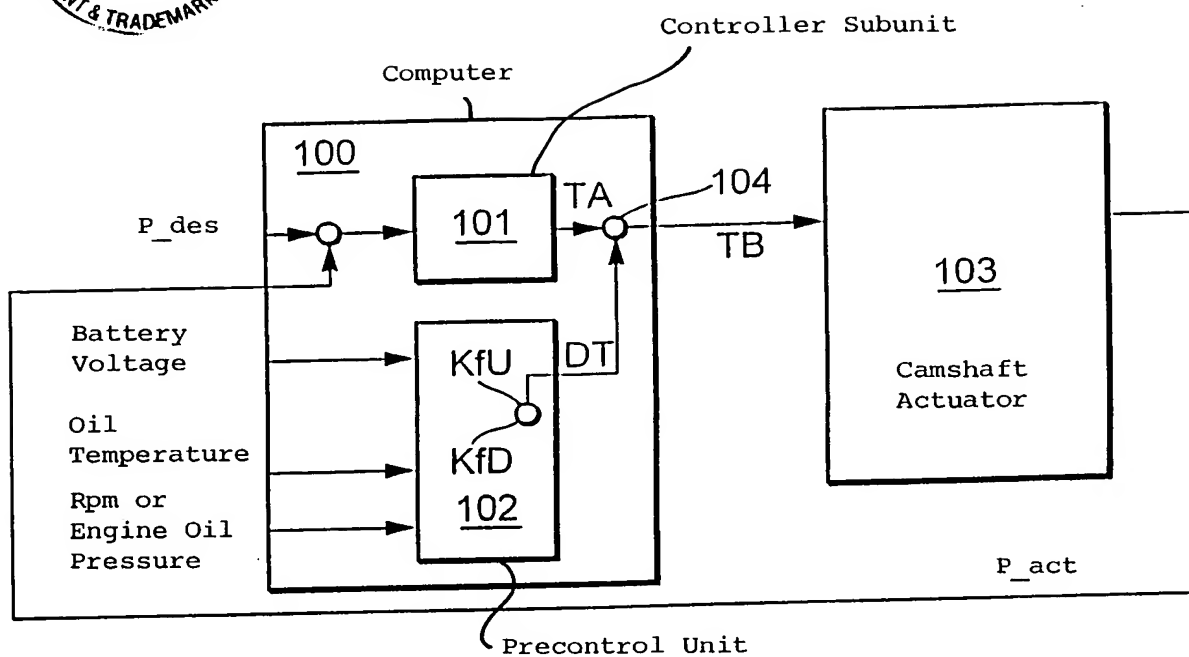 & TRADEMARK
Controller Subunit
Computer
100
P_des
101
TA
104
TB
103
Camshaft
Actuator
Battery
Voltage
KfU
DT
Oil
Temperature
KfD
102
Rpm or
Engine Oil
Pressure
P_act
Precontrol Unit